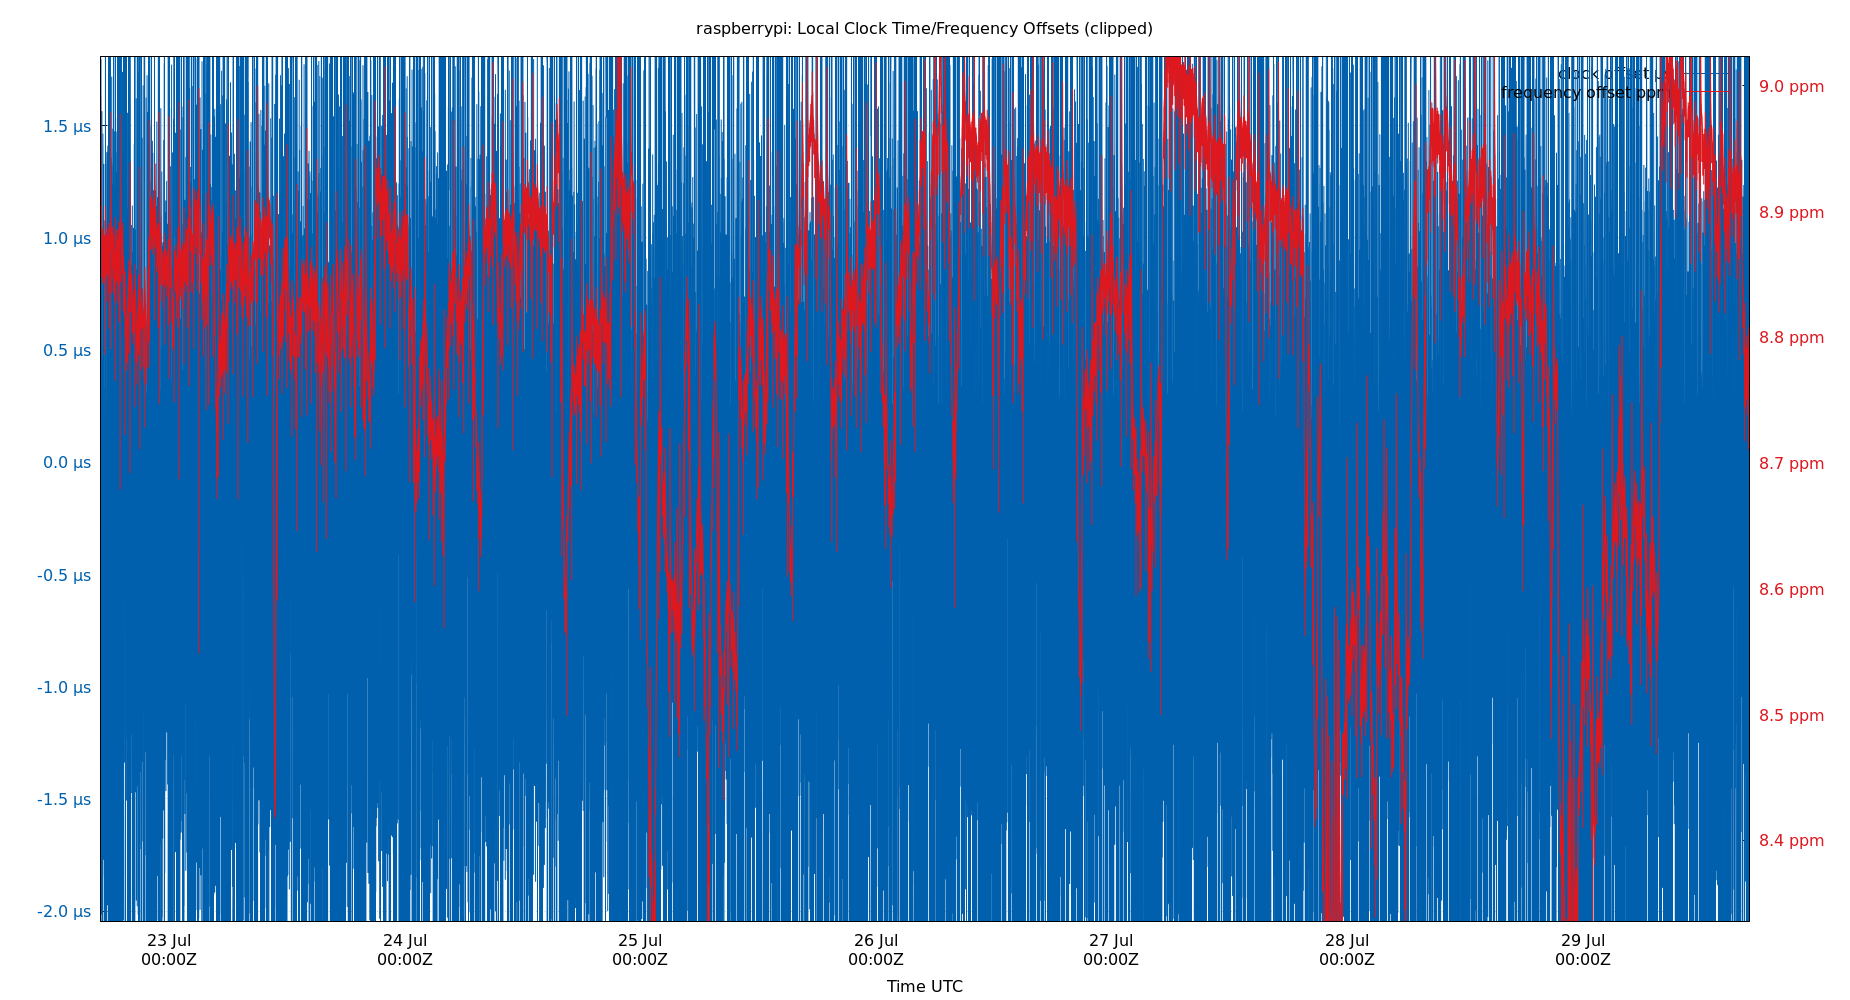 raspberrypi: Local Clock Time/Frequency Offsets (clipped)
clock offset μs
frequency offset ppm
1.5 μs
1.0 μs
0.5 μs
0.0 μs
-0.5 μs
-1.0 μs
-1.5 μs
-2.0 μs
9.0 ppm
8.9 ppm
8.8 ppm
8.7 ppm
8.6 ppm
8.5 ppm
8.4 ppm
23 Jul
00:00Z
24 Jul
00:00Z
25 Jul
00:00Z
26 Jul
00:00Z
27 Jul
00:00Z
28 Jul
00:00Z
29 Jul
00:00Z
Time UTC